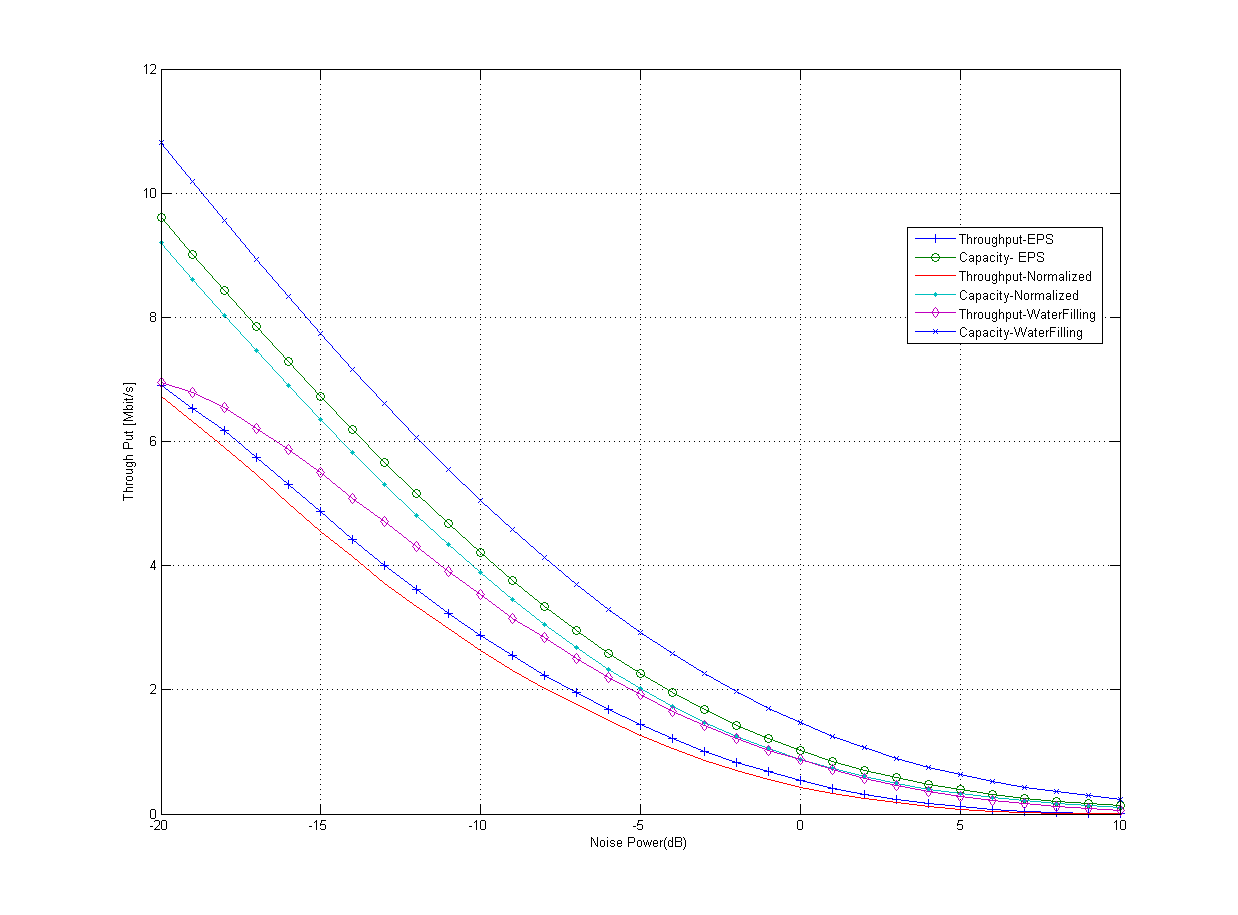 12
10
8
6
4
2
0
Through Put [Mbit/s]
Throughput-EPS
Capacity- EPS
Throughput-Normalized
Capacity-Normalized
Throughput-WaterFilling
Capacity-WaterFilling
-20 -15 -10 -5 0 5 10
Noise Power(dB)